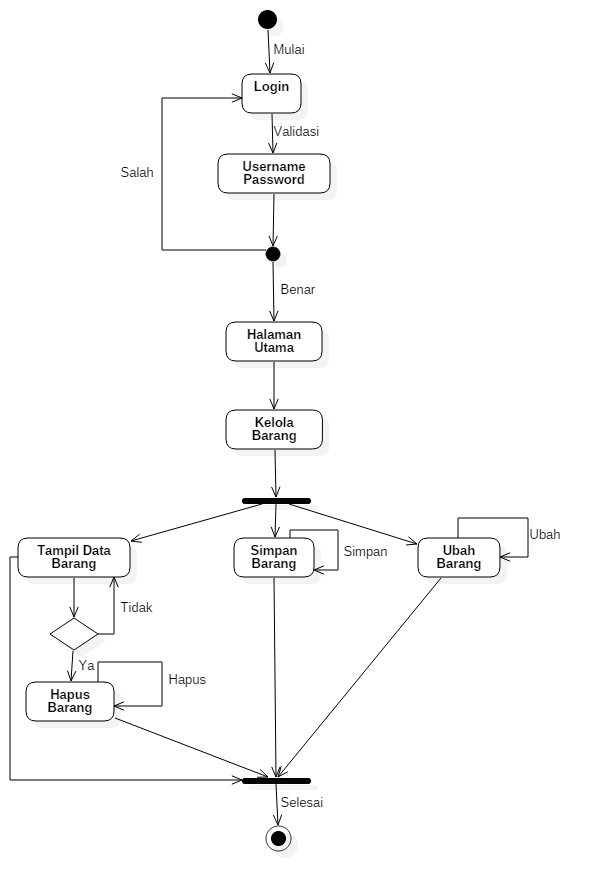 Mulai
Login
Validasi
Username
Password
Salah
Benar
Halaman
Utama
Kelola
Barang
Tampil Data
Barang
Simpan
Barang
Simpan
Ubah
Barang
Ubah
Tidak
Ya
Hapus
Barang
Hapus
Selesai